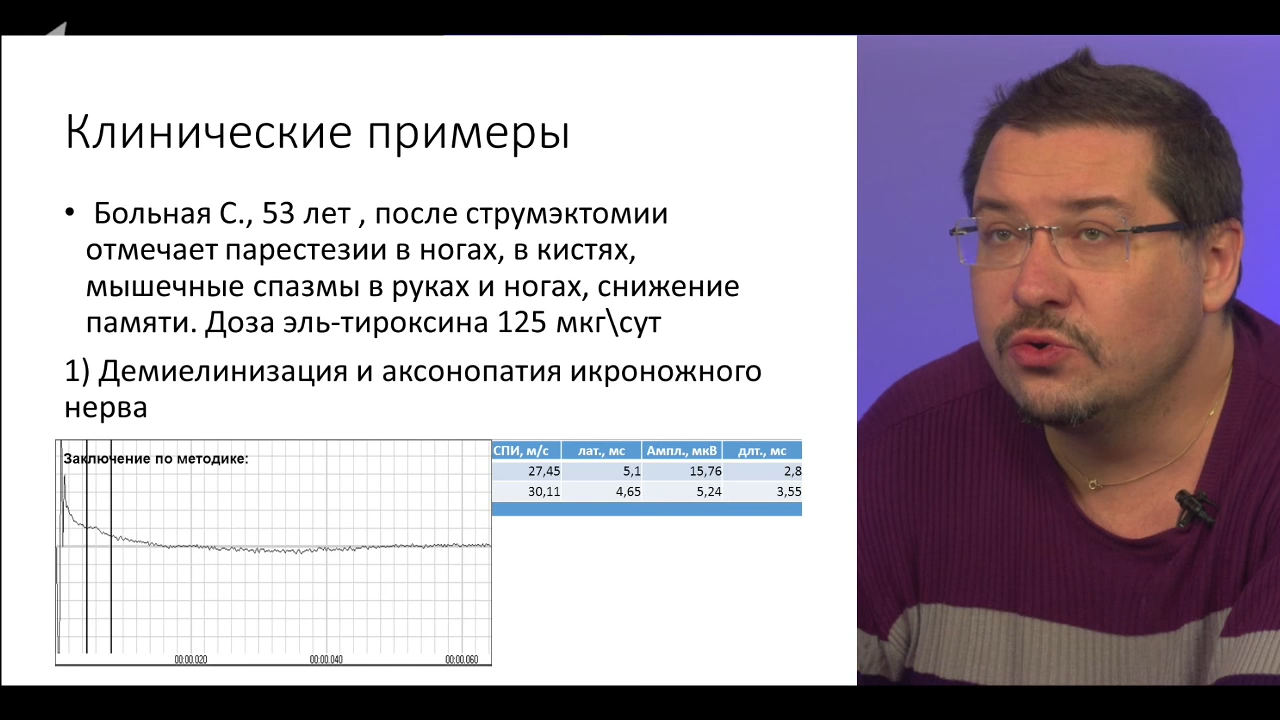 Клинические примеры
• Больная С., 53 лет , после струмэктомии
отмечает парестезии в ногах, в кистях,
мышечные спазмы в руках и ногах, снижение
памяти. Доза эль-тироксина 125 мкг\сут
1) Демиелинизация и аксонопатия икроножного
нерва
Заключение по методике:
СПИ, м/с лат., мс Ампл., мкВ длт., мс
27,45 5,1 15,76 2,8
30,11 4,65 5,24 3,55
00:00.020 00:00.040 00:00.060